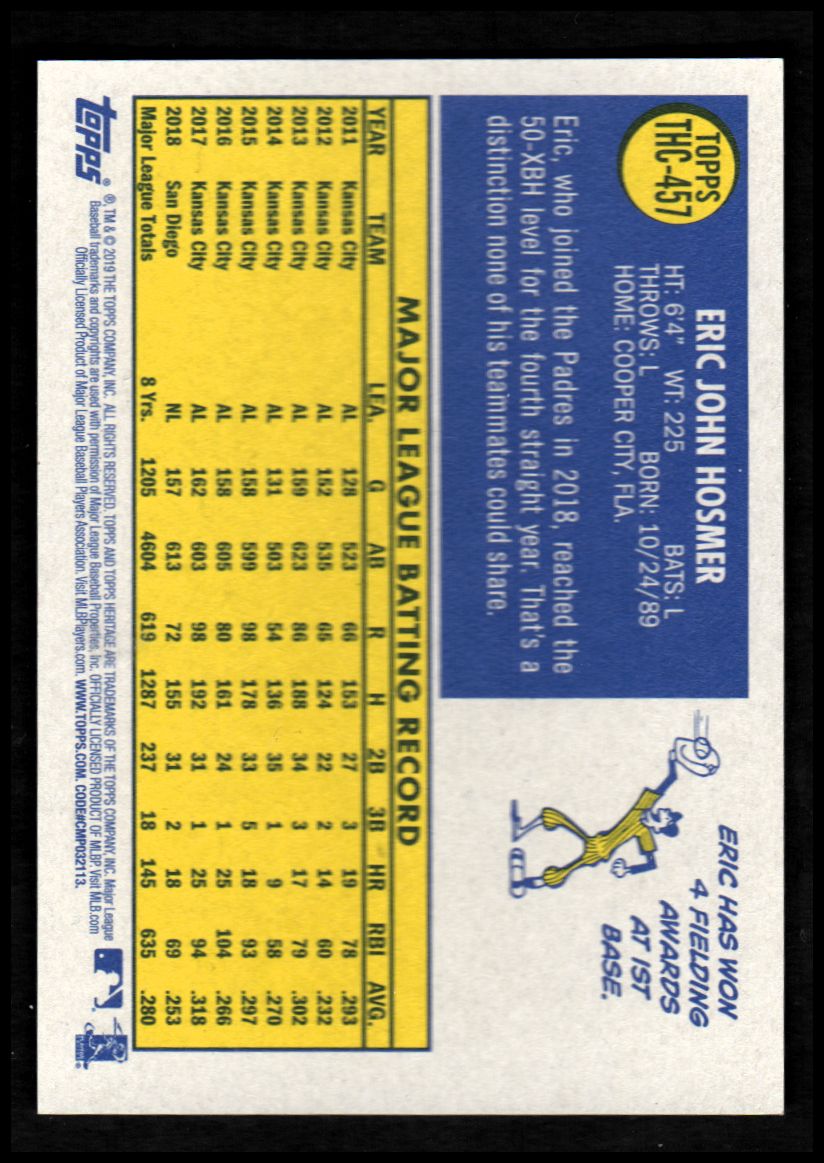 TOPPS
THC-457
ERIC JOHN HOSMER
HT: 6'4" WT: 225 BATS: L
THROWS: L BORN: 10/24/89
HOME: COOPER CITY, FLA.
Eric, who joined the Padres in 2018, reached the
50-XBH level for the fourth straight year. That's a
distinction none of his teammates could share.
ERIC HAS WON
4 FIELDING
AWARDS
AT 1ST
BASE.
MAJOR LEAGUE BATTING RECORD
YEAR TEAM LEA. G AB R H 2B 3B HR RBI AVG.
2011 Kansas City AL 128 523 66 153 27 3 19 78 .293
2012 Kansas City AL 152 535 65 124 22 2 14 60 .232
2013 Kansas City AL 159 623 86 188 34 3 17 79 .302
2014 Kansas City AL 131 503 54 136 35 1 9 58 .270
2015 Kansas City AL 158 599 98 178 33 5 18 93 .297
2016 Kansas City AL 158 605 80 161 24 1 25 104 .266
2017 Kansas City AL 162 603 98 192 31 1 25 94 .318
2018 San Diego NL 157 613 72 155 31 2 18 69 .253
Major League Totals 8 Yrs. 1205 4604 619 1287 237 18 145 635 .280
topps
®, TM & © 2019 THE TOPPS COMPANY, INC. ALL RIGHTS RESERVED. TOPPS AND TOPPS HERITAGE ARE TRADEMARKS OF THE TOPPS COMPANY, INC. Major League
Baseball trademarks and copyrights are used with permission of Major League Baseball Properties, Inc. OFFICIALLY LICENSED PRODUCT OF MLBP. Visit MLB.com
Officially Licensed Product of Major League Baseball Players Association. Visit MLBPlayers.com. WWW.TOPPS.COM. CODE#CMP032113.